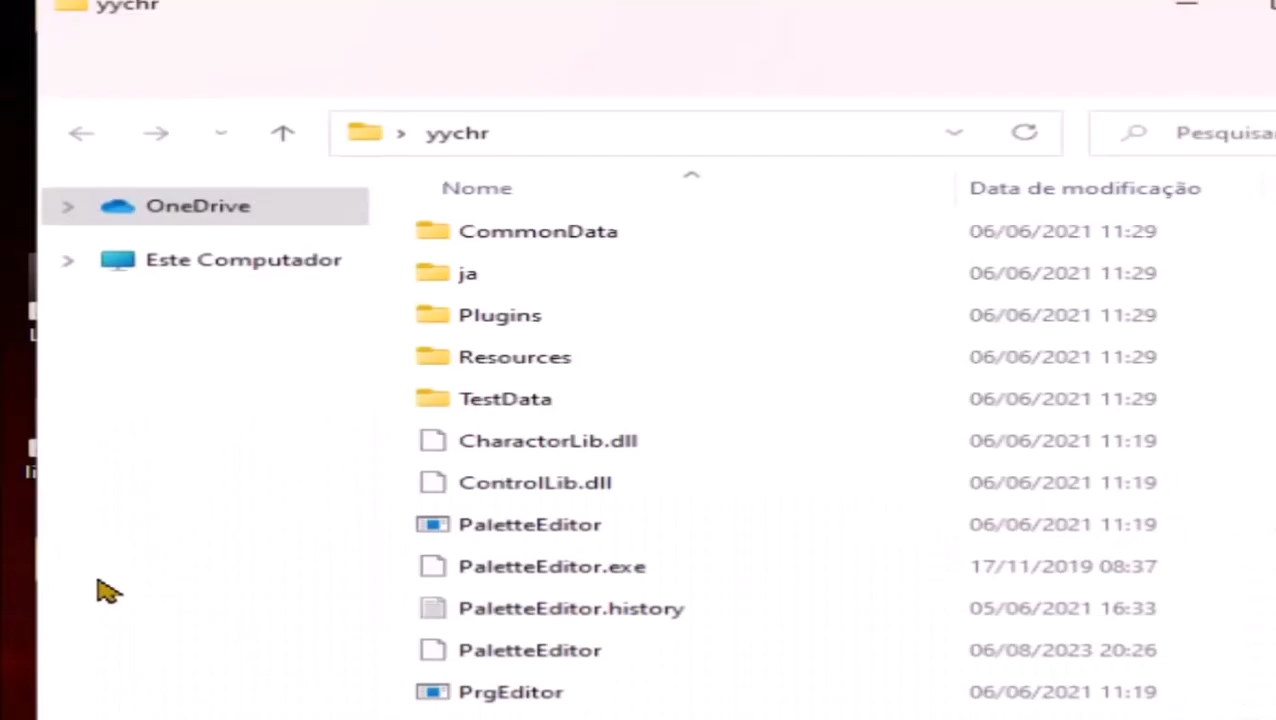 yychr
yychr
Pesquisa
Nome Data de modificação
OneDrive
Este Computador
CommonData 06/06/2021 11:29
ja 06/06/2021 11:29
Plugins 06/06/2021 11:29
Resources 06/06/2021 11:29
TestData 06/06/2021 11:29
CharactorLib.dll 06/06/2021 11:19
ControlLib.dll 06/06/2021 11:19
PaletteEditor 06/06/2021 11:19
PaletteEditor.exe 17/11/2019 08:37
PaletteEditor.history 05/06/2021 16:33
PaletteEditor 06/08/2023 20:26
PrgEditor 06/06/2021 11:19